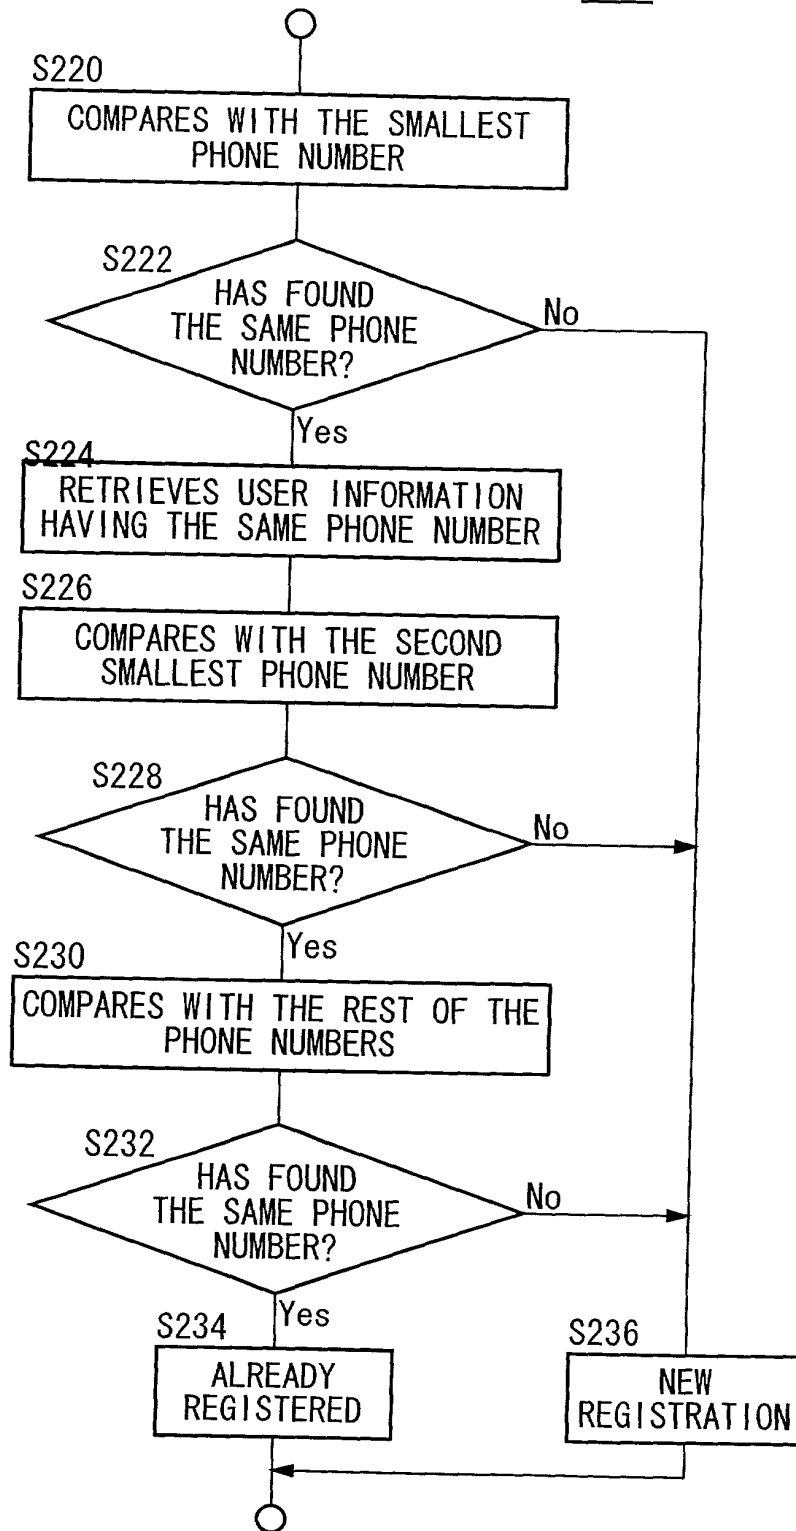 S220
COMPARES WITH THE SMALLEST
PHONE NUMBER
S222
HAS FOUND
THE SAME PHONE
NUMBER?
No
Yes
S224
RETRIEVES USER INFORMATION
HAVING THE SAME PHONE NUMBER
S226
COMPARES WITH THE SECOND
SMALLEST PHONE NUMBER
S228
HAS FOUND
THE SAME PHONE
NUMBER?
No
Yes
S230
COMPARES WITH THE REST OF THE
PHONE NUMBERS
S232
HAS FOUND
THE SAME PHONE
NUMBER?
No
Yes
S234
ALREADY
REGISTERED
S236
NEW
REGISTRATION